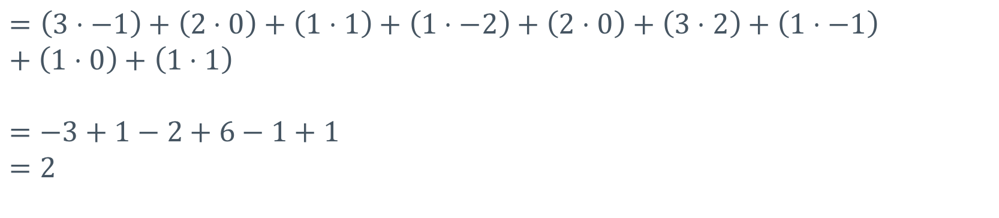 = (3 · −1) + (2 · 0) + (1 · 1) + (1 · −2) + (2 · 0) + (3 · 2) + (1 · −1)
+ (1 · 0) + (1 · 1)
= −3 + 1 − 2 + 6 − 1 + 1
= 2